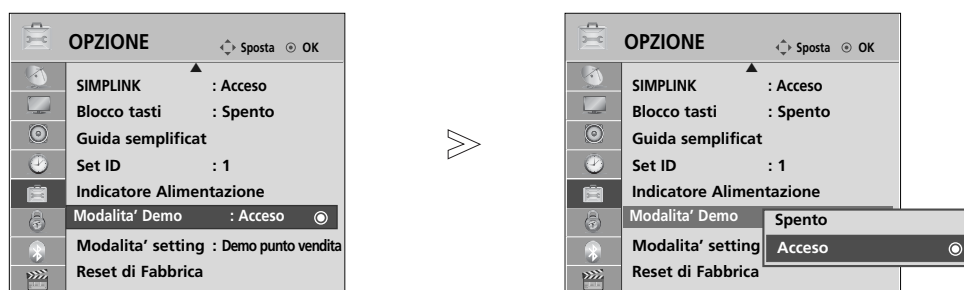 OPZIONE
Sposta OK
SIMPLINK : Acceso
Blocco tasti : Spento
Guida semplificat
Set ID : 1
Indicatore Alimentazione
Modalita' Demo : Acceso
Modalita' setting : Demo punto vendita
Reset di Fabbrica
OPZIONE
Sposta OK
SIMPLINK : Acceso
Blocco tasti : Spento
Guida semplificat
Set ID : 1
Indicatore Alimentazione
Modalita' Demo
Modalita' setting
Reset di Fabbrica
Spento
Acceso